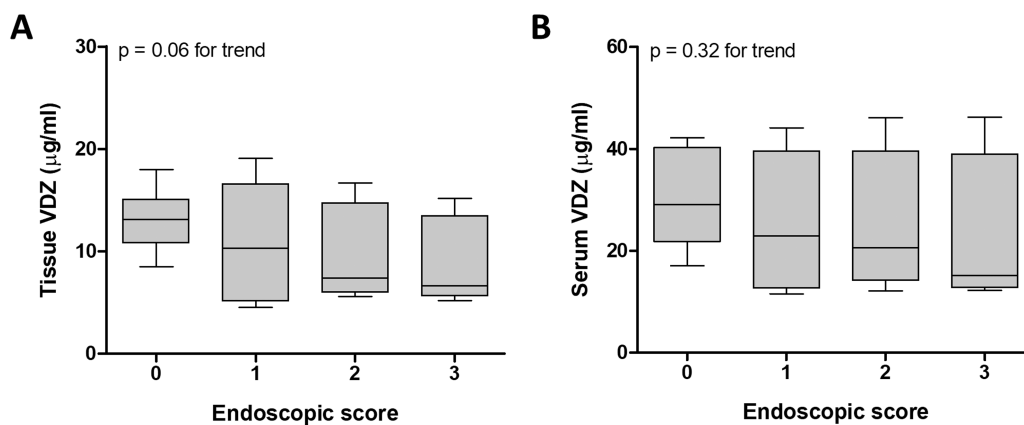 A
p = 0.06 for trend
Tissue VDZ (µg/ml)
30
20
10
0
0 1 2 3
Endoscopic score
B
p = 0.32 for trend
Serum VDZ (µg/ml)
60
40
20
0
0 1 2 3
Endoscopic score